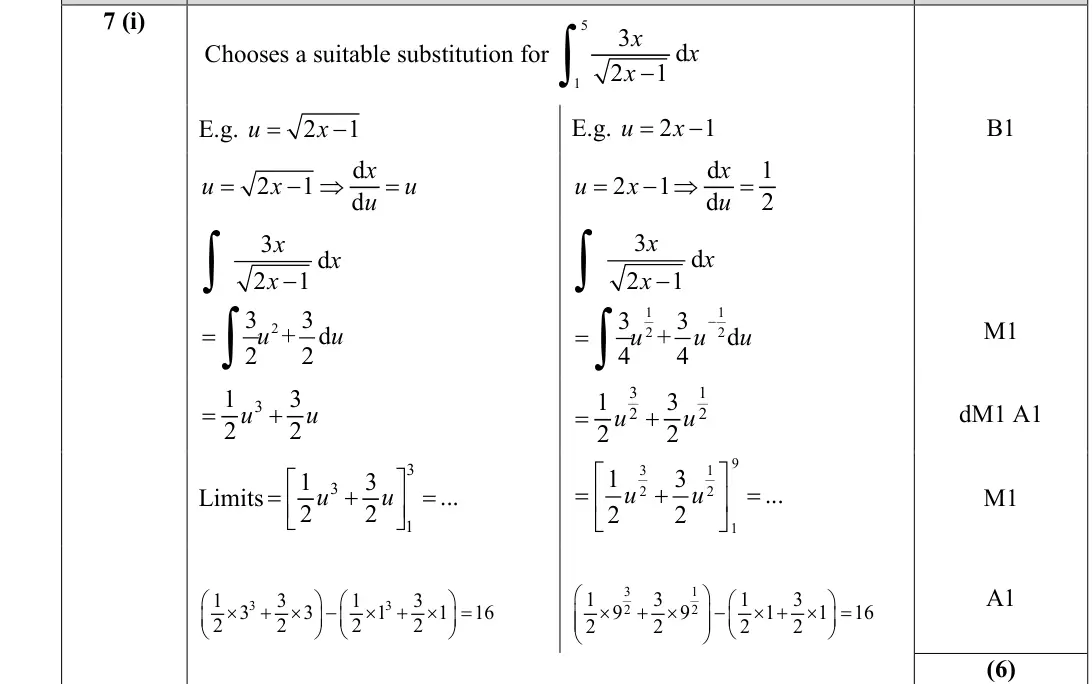 7 (i)
Chooses a suitable substitution for ∫₁⁵ 3x/√(2x−1) dx
E.g. u = √(2x−1)
E.g. u = 2x−1
B1
u = √(2x−1) ⇒ dx/du = u
u = 2x−1 ⇒ dx/du = 1/2
∫ 3x/√(2x−1) dx
∫ 3x/√(2x−1) dx
= ∫ 3/2 u² + 3/2 du
= ∫ 3/4 u^(1/2) + 3/4 u^(−1/2) du
M1
= 1/2 u³ + 3/2 u
= 1/2 u^(3/2) + 3/2 u^(1/2)
dM1 A1
Limits = [1/2 u³ + 3/2 u]₁³ = ...
= [1/2 u^(3/2) + 3/2 u^(1/2)]₁⁹ = ...
M1
(1/2 × 3³ + 3/2 × 3) − (1/2 × 1³ + 3/2 × 1) = 16
(1/2 × 9^(3/2) + 3/2 × 9^(1/2)) − (1/2 × 1 + 3/2 × 1) = 16
A1
(6)